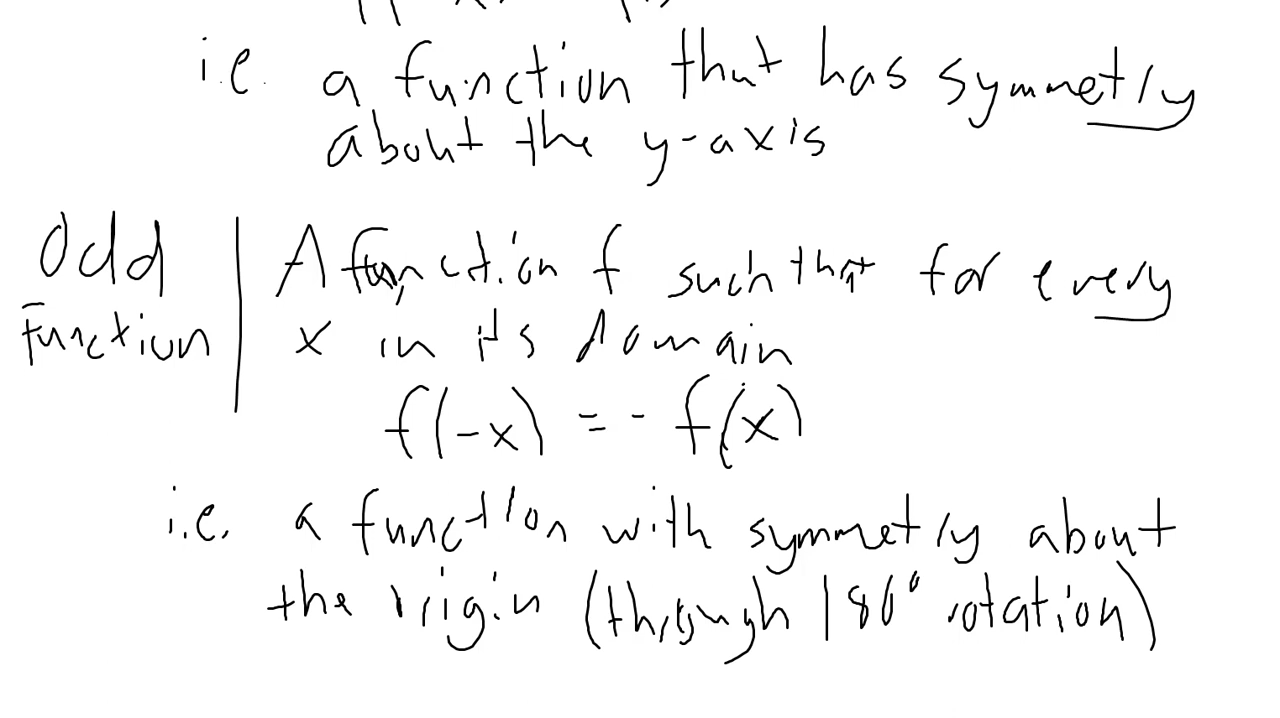 i.e. a function that has symmetry
about the y-axis
Odd Function | A function f such that for every
x in its domain
f(-x) = -f(x)
i.e. a function with symmetry about
the origin (through 180° rotation)